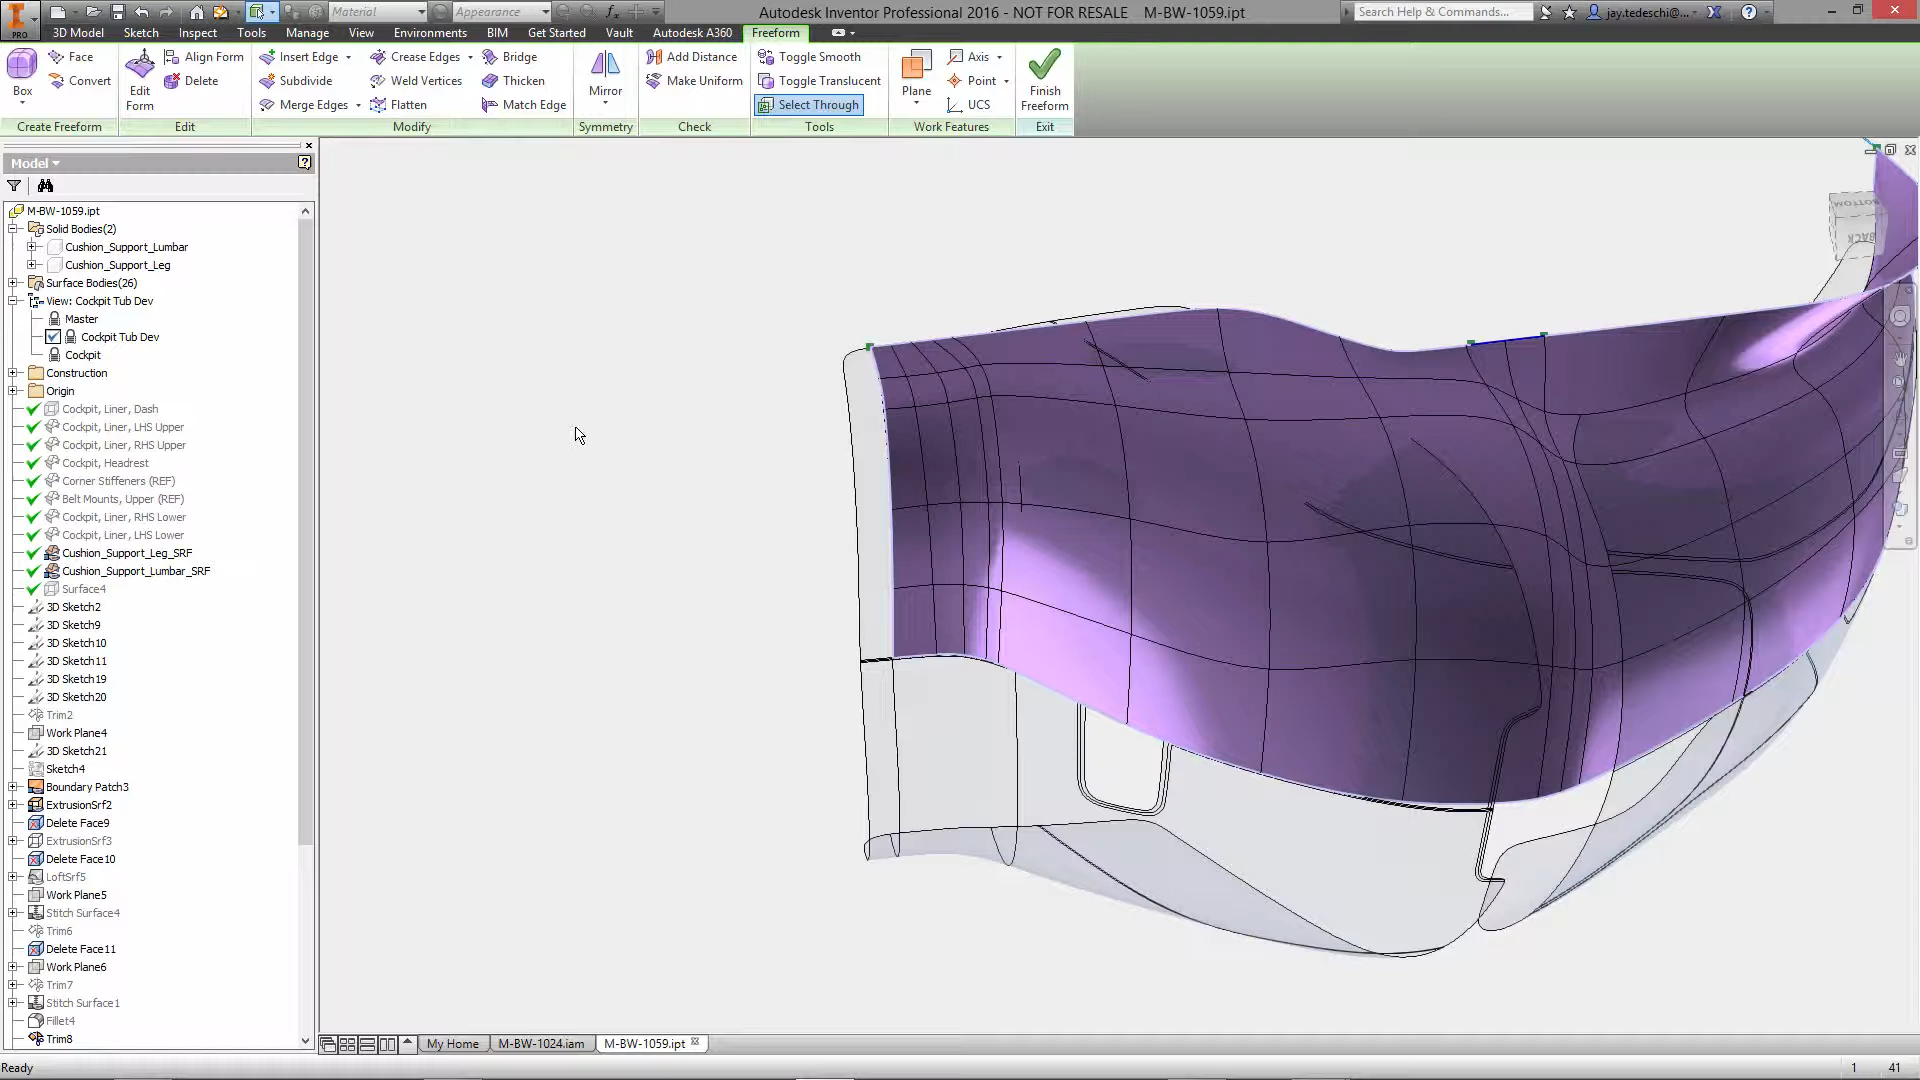 Material
Appearance
Autodesk Inventor Professional 2016 - NOT FOR RESALE M-BW-1059.ipt
Search Help & Commands...
jay.tedeschi@...
PRO
3D Model Sketch Inspect Tools Manage View Environments BIM Get Started Vault Autodesk A360 Freeform
Box
Face
Convert
Edit Form
Align Form
Delete
Insert Edge
Subdivide
Merge Edges
Crease Edges
Weld Vertices
Flatten
Bridge
Thicken
Match Edge
Mirror
Add Distance
Make Uniform
Toggle Smooth
Toggle Translucent
Select Through
Plane
Axis
Point
UCS
Finish Freeform
Create Freeform Edit Modify Symmetry Check Tools Work Features Exit
Model
M-BW-1059.ipt
Solid Bodies(2)
Cushion_Support_Lumbar
Cushion_Support_Leg
Surface Bodies(26)
View: Cockpit Tub Dev
Master
Cockpit Tub Dev
Cockpit
Construction
Origin
Cockpit, Liner, Dash
Cockpit, Liner, LHS Upper
Cockpit, Liner, RHS Upper
Cockpit, Headrest
Corner Stiffeners (REF)
Belt Mounts, Upper (REF)
Cockpit, Liner, RHS Lower
Cockpit, Liner, LHS Lower
Cushion_Support_Leg_SRF
Cushion_Support_Lumbar_SRF
Surface4
3D Sketch2
3D Sketch9
3D Sketch10
3D Sketch11
3D Sketch19
3D Sketch20
Trim2
Work Plane4
3D Sketch21
Sketch4
Boundary Patch3
ExtrusionSrf2
Delete Face9
ExtrusionSrf3
Delete Face10
LoftSrf5
Work Plane5
Stitch Surface4
Trim6
Delete Face11
Work Plane6
Trim7
Stitch Surface1
Fillet4
Trim8
BOTTOM
BACK
My Home M-BW-1024.iam M-BW-1059.ipt
Ready
1 41